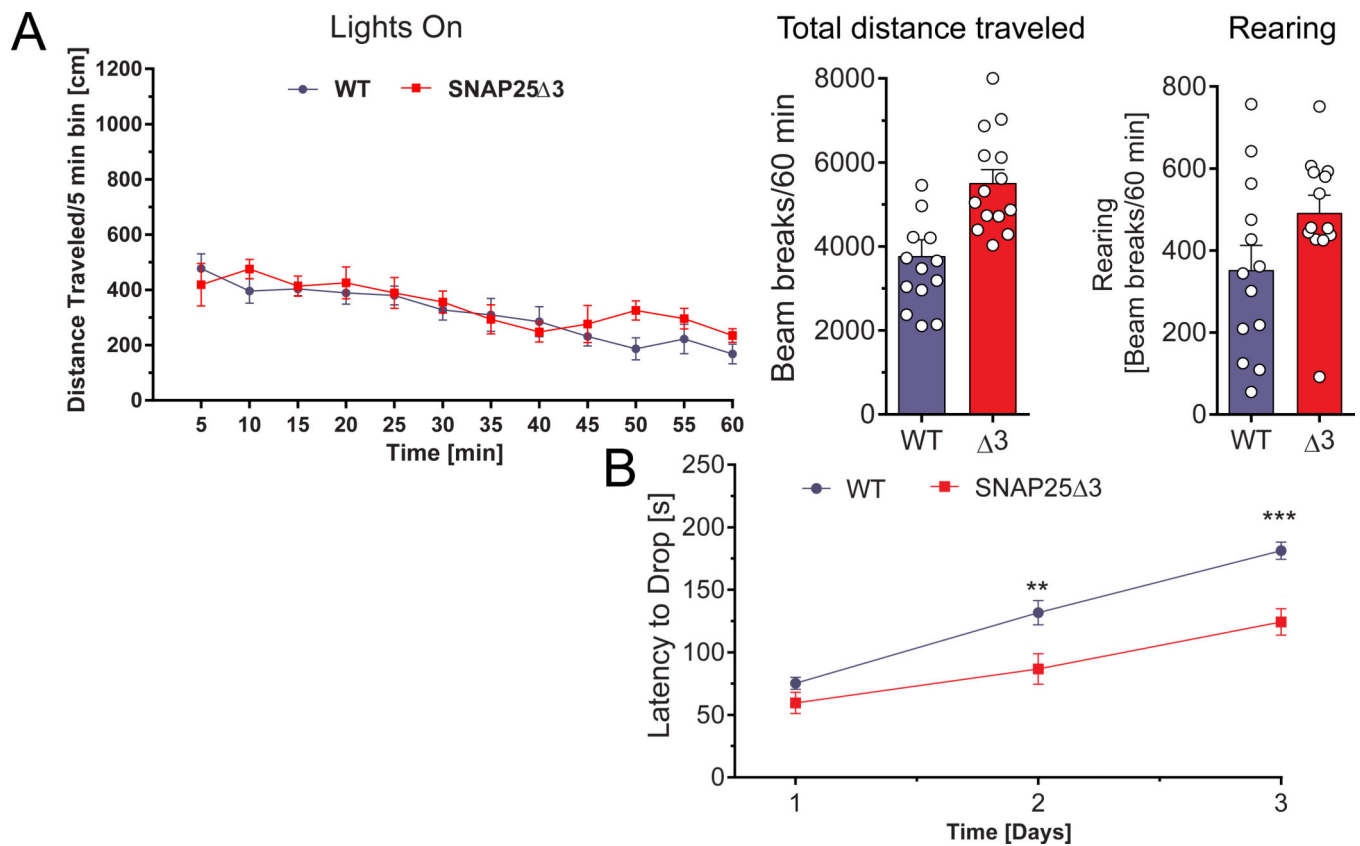 A
Lights On
Distance Traveled/5 min bin [cm]
1200
1000
800
600
400
200
0
WT
SNAP25Δ3
5 10 15 20 25 30 35 40 45 50 55 60
Time [min]
Total distance traveled
Beam breaks/60 min
8000
6000
4000
2000
0
WT Δ3
Rearing
Rearing
[Beam breaks/60 min]
800
600
400
200
0
WT Δ3
B
Latency to Drop [s]
250
200
150
100
50
0
WT
SNAP25Δ3
**
***
1 2 3
Time [Days]